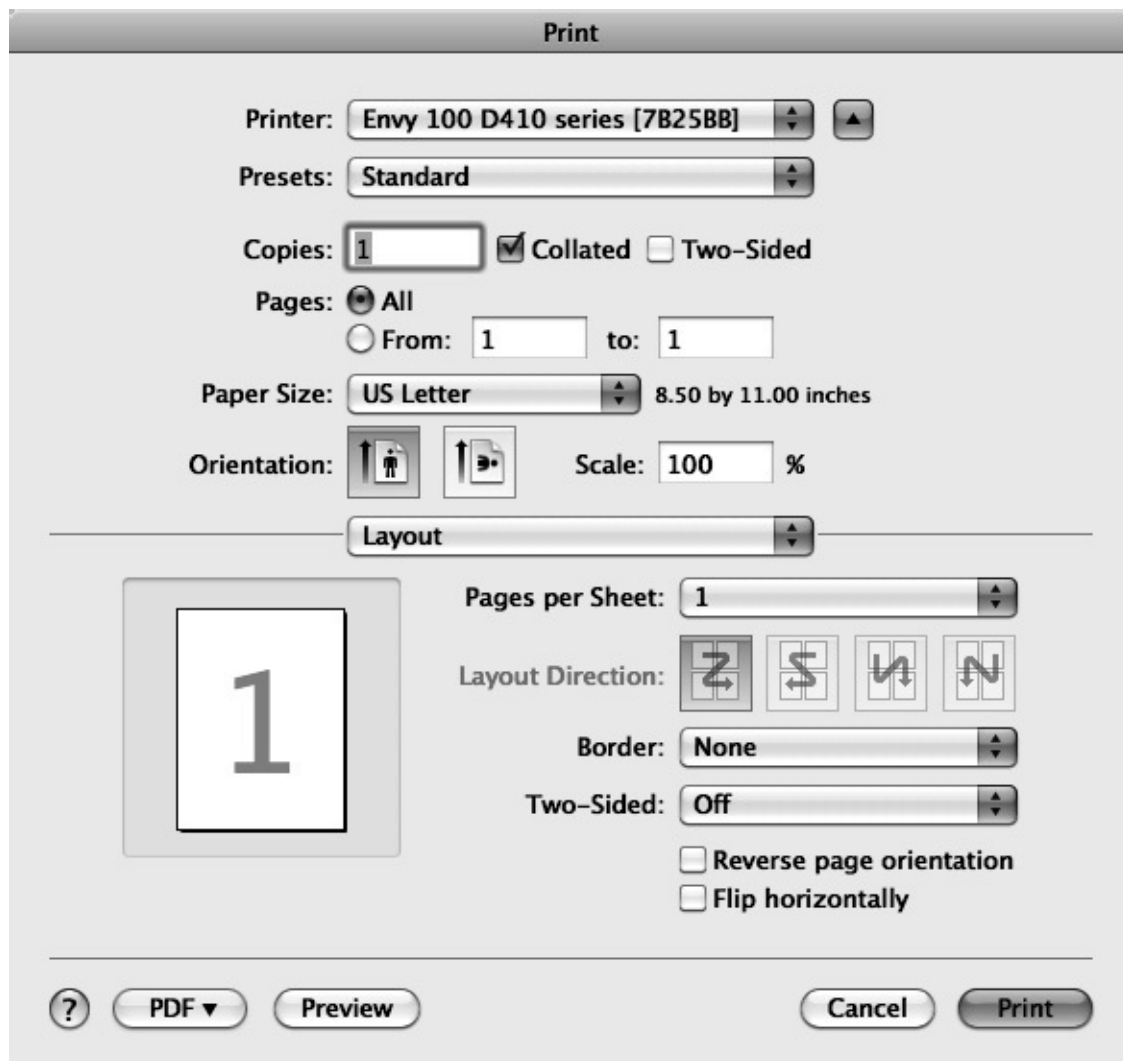 Print
Printer: Envy 100 D410 series [7B25BB]
Presets: Standard
Copies: 1 Collated Two-Sided
Pages: All
From: 1 to: 1
Paper Size: US Letter 8.50 by 11.00 inches
Orientation: Scale: 100 %
Layout
Pages per Sheet: 1
1
Layout Direction:
Border: None
Two-Sided: Off
Reverse page orientation
Flip horizontally
? PDF Preview Cancel Print